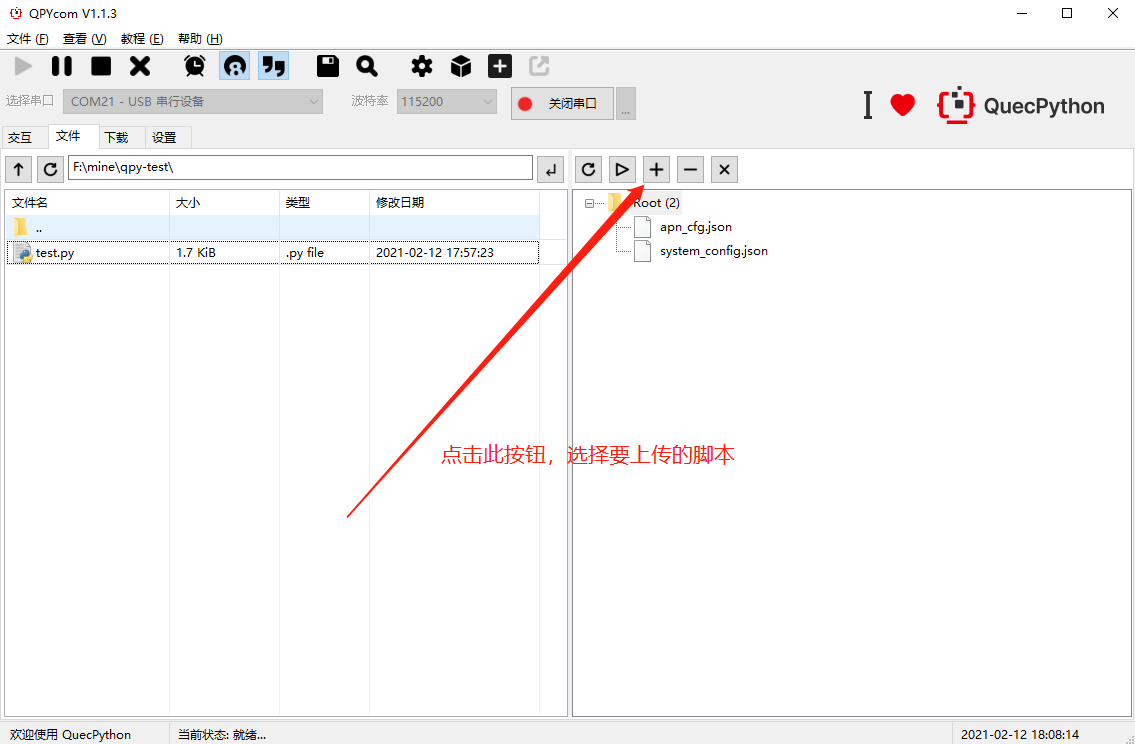 QPYcom V1.1.3
文件 (F) 查看 (V) 教程 (E) 帮助 (H)
选择串口 COM21 - USB 串行设备 波特率 115200 关闭串口 ... QuecPython
交互 文件 下载 设置
F:\mine\qpy-test\
文件名 大小 类型 修改日期
..
test.py 1.7 KiB .py file 2021-02-12 17:57:23
Root (2)
apn_cfg.json
system_config.json
点击此按钮，选择要上传的脚本
欢迎使用 QuecPython 当前状态: 就绪... 2021-02-12 18:08:14